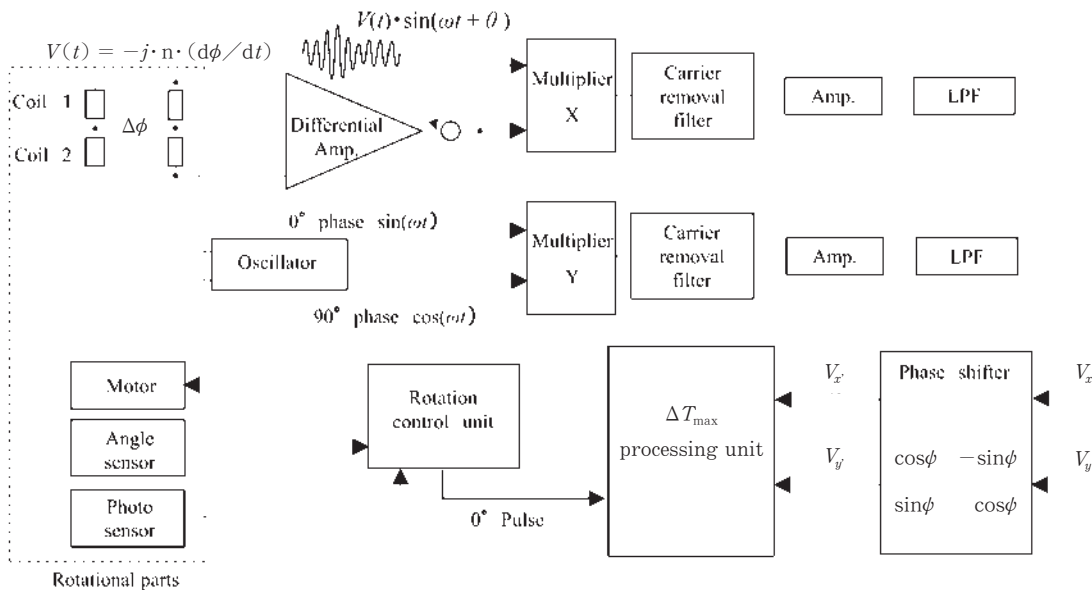 V(t)•sin(ωt + θ)
V(t) = −j· n· (dϕ/dt)
Coil 1
Δϕ
Coil 2
Differential
Amp.
Multiplier
X
Carrier
removal
filter
Amp.
LPF
0° phase sin(ωt)
Oscillator
90° phase cos(ωt)
Multiplier
Y
Carrier
removal
filter
Amp.
LPF
Motor
Angle
sensor
Photo
sensor
Rotational parts
Rotation
control unit
0° Pulse
ΔTmax
processing unit
Vx'
Vy'
Phase shifter
cosϕ −sinϕ
sinϕ cosϕ
Vx
Vy